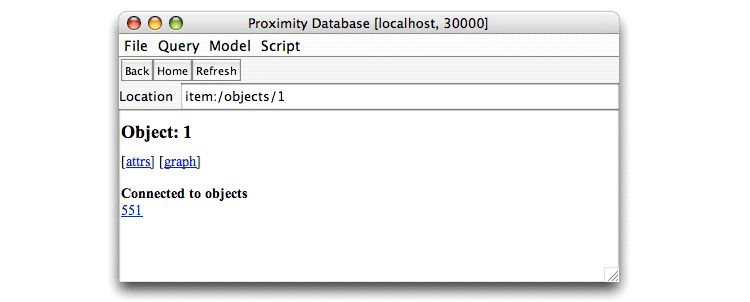 Proximity Database [localhost, 30000]
File Query Model Script
Back Home Refresh
Location item:/objects/1
Object: 1
[attrs] [graph]
Connected to objects
551